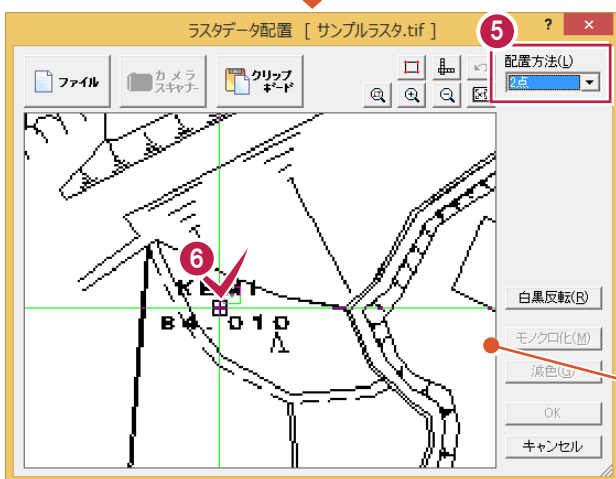 ラスタデータ配置 [ サンプルラスタ.tif ]
? ×
5
配置方法(L)
2点
ファイル
カメラ
スキャナー
クリップ
ボード
6
84.010
白黒反転(R)
モノクロ化(M)
減色(G)
OK
キャンセル